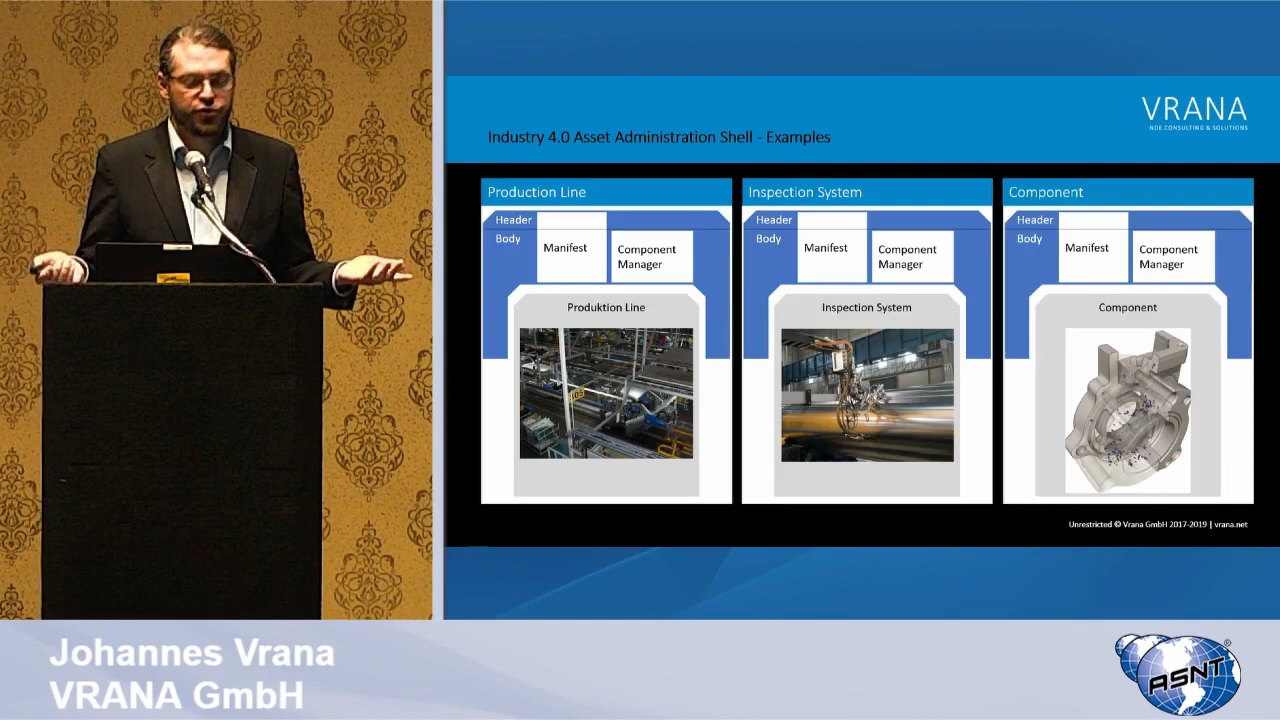 VRANA
NDE CONSULTING & SOLUTIONS
Industry 4.0 Asset Administration Shell - Examples
Production Line
Header
Body
Manifest
Component
Manager
Produktion Line
Inspection System
Header
Body
Manifest
Component
Manager
Inspection System
Component
Header
Body
Manifest
Component
Manager
Component
Unrestricted © Vrana GmbH 2017-2019 | vrana.net
Johannes Vrana
VRANA GmbH
ASNT
®